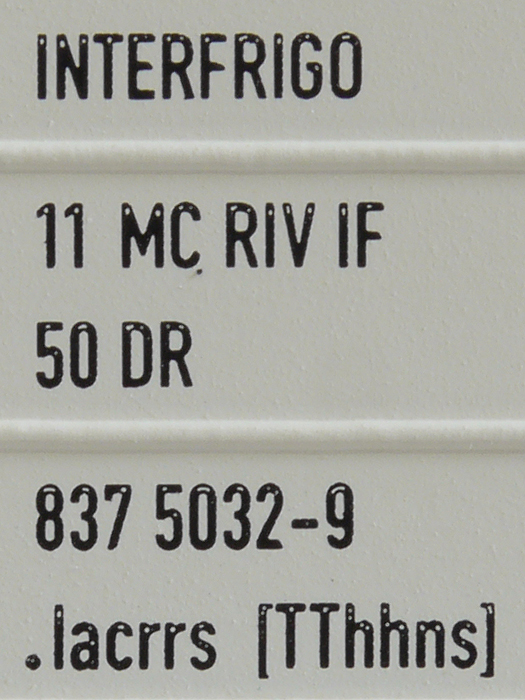 INTERFRIGO
11 MC RIV IF
50 DR
837 5032-9
.lacrrs [TThhns]